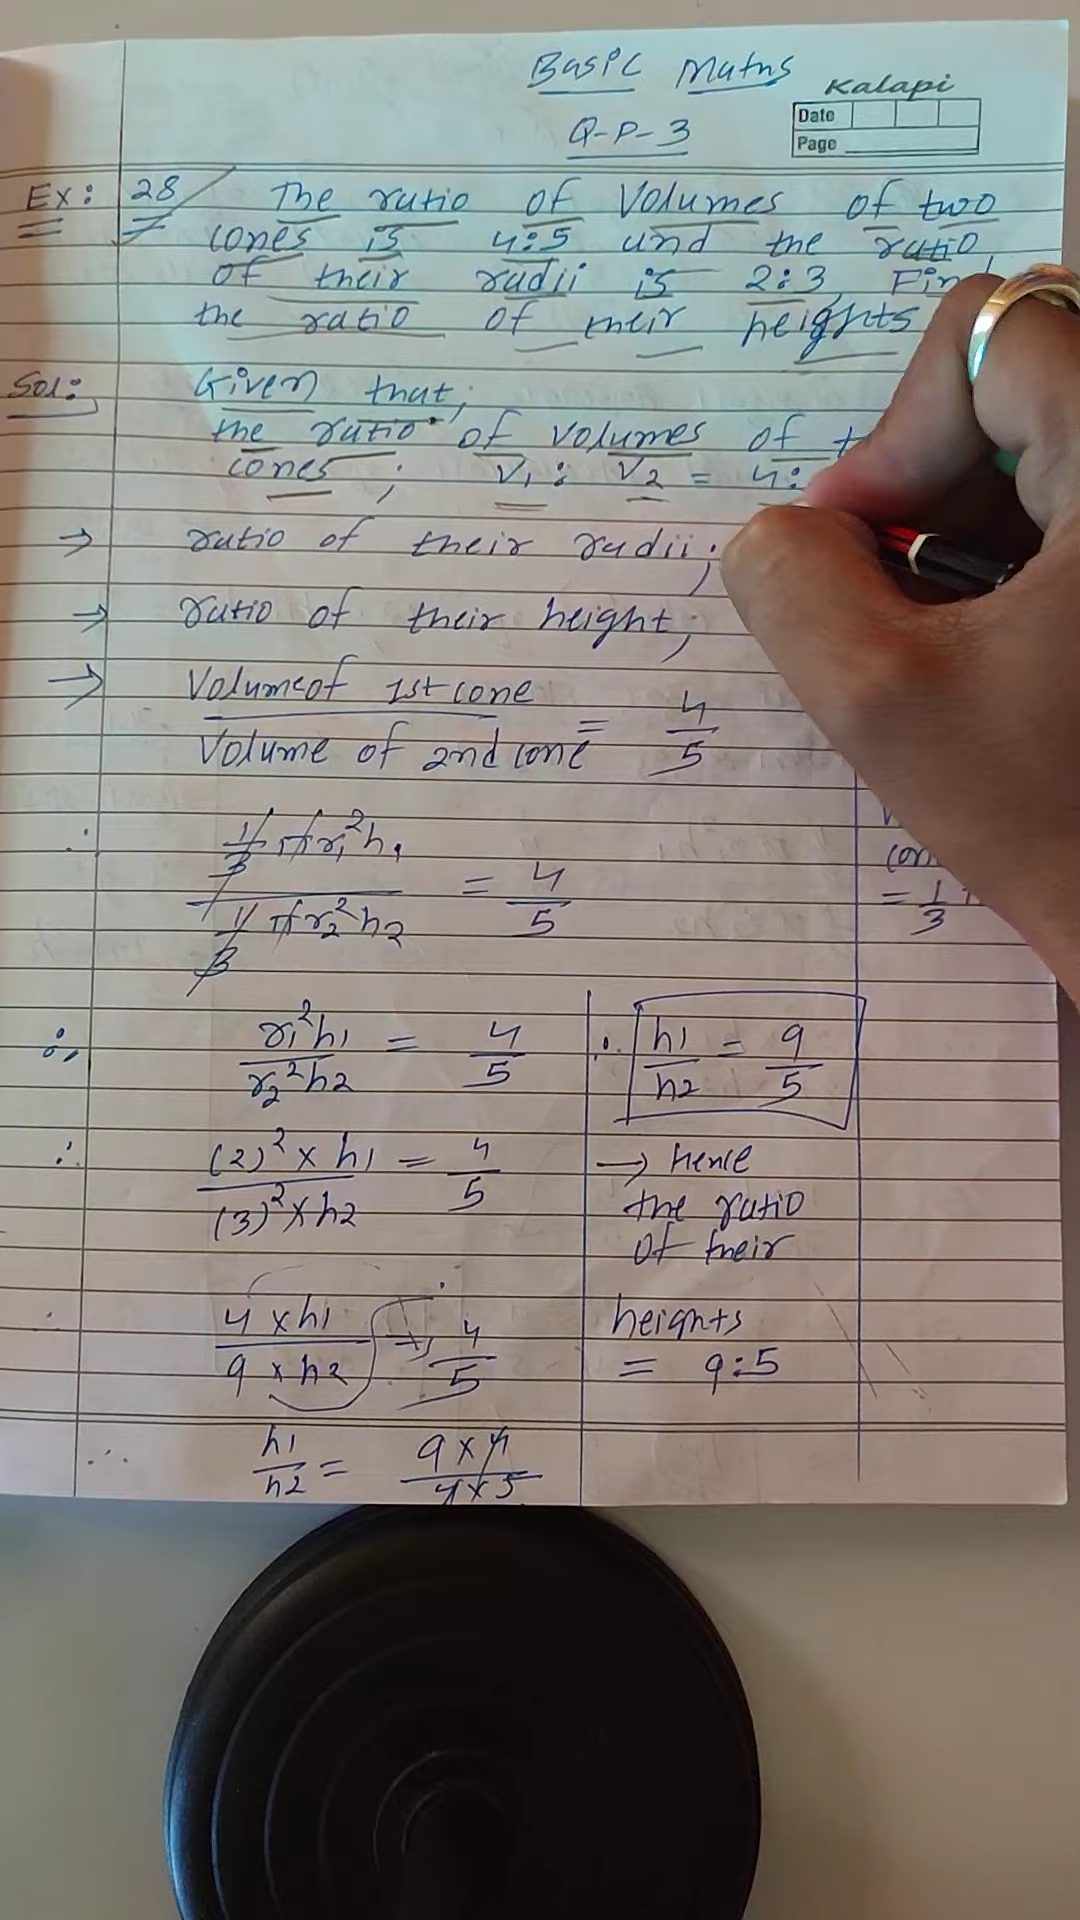 Basic Maths
Kalapi
Date
Page
Q-P-3
Ex: 28 The ratio of Volumes of two
cones is 4:5 and the ratio
of their radii is 2:3. Find
the ratio of their heights
Sol: Given that,
the ratio of volumes of
cones; V1 : V2 = 4:
→ ratio of their radii;
→ ratio of their height;
→ Volume of 1st cone / Volume of 2nd cone = 4/5
∴ 1/3 πr1²h1 / 1/3 πr2²h2 = 4/5
= 1/3
∴ r1²h1 / r2²h2 = 4/5
∴ (2)² × h1 / (3)² × h2 = 4/5
∴ 4 × h1 / 9 × h2 = 4/5
∴ h1/h2 = 9 × 4 / 4 × 5
∴ h1/h2 = 9/5
→ Hence
the ratio
of their
heights
= 9:5